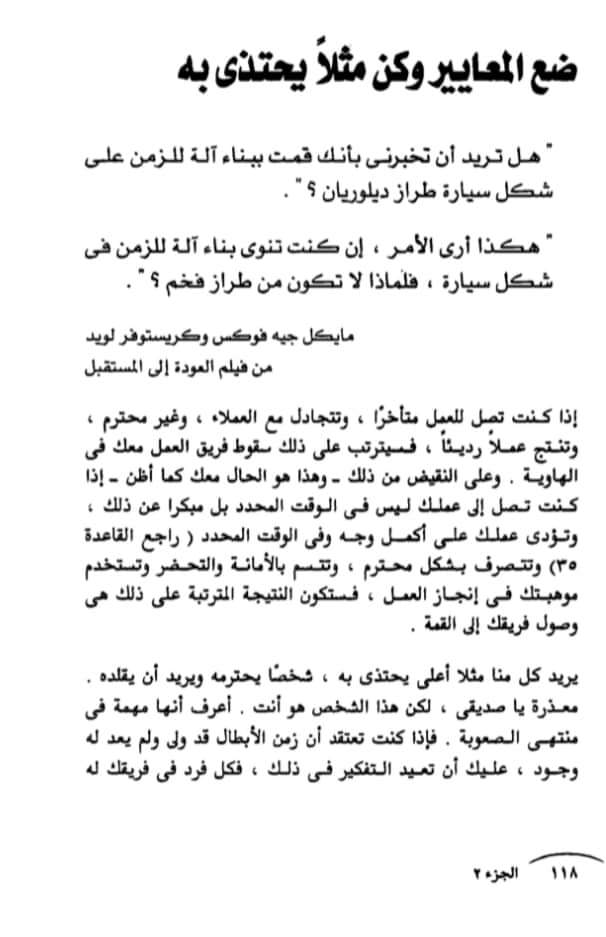 ضع المعايير وكن مثلاً يحتذى به
" هل تريد أن تخبرنى بأنك قمت ببناء آلة للزمن على
شكل سيارة طراز ديلوريان ؟ " .
" هكذا أرى الأمر ، إن كنت تنوى بناء آلة للزمن فى
شكل سيارة ، فلماذا لا تكون من طراز فخم ؟ " .
مايكل جيه فوكس وكريستوفر لويد
من فيلم العودة إلى المستقبل
إذا كنت تصل للعمل متأخرًا ، وتتجادل مع العملاء ، وغير محترم ،
وتنتج عملاً رديئاً ، فسيترتب على ذلك سقوط فريق العمل معك فى
الهاوية . وعلى النقيض من ذلك ـ وهذا هو الحال معك كما أظن ـ إذا
كنت تصل إلى عملك ليس فى الوقت المحدد بل مبكرا عن ذلك ،
وتؤدى عملك على أكمل وجه وفى الوقت المحدد ( راجع القاعدة
٣٥) وتتصرف بشكل محترم ، وتتسم بالأمانة والتحضر وتستخدم
موهبتك فى إنجاز العمل ، فستكون النتيجة المترتبة على ذلك هى
وصول فريقك إلى القمة .
يريد كل منا مثلا أعلى يحتذى به ، شخصًا يحترمه ويريد أن يقلده .
معذرة يا صديقى ، لكن هذا الشخص هو أنت . أعرف أنها مهمة فى
منتهى الصعوبة . فإذا كنت تعتقد أن زمن الأبطال قد ولى ولم يعد له
وجود ، عليك أن تعيد التفكير فى ذلك ، فكل فرد فى فريقك له
١١٨ الجزء ٢